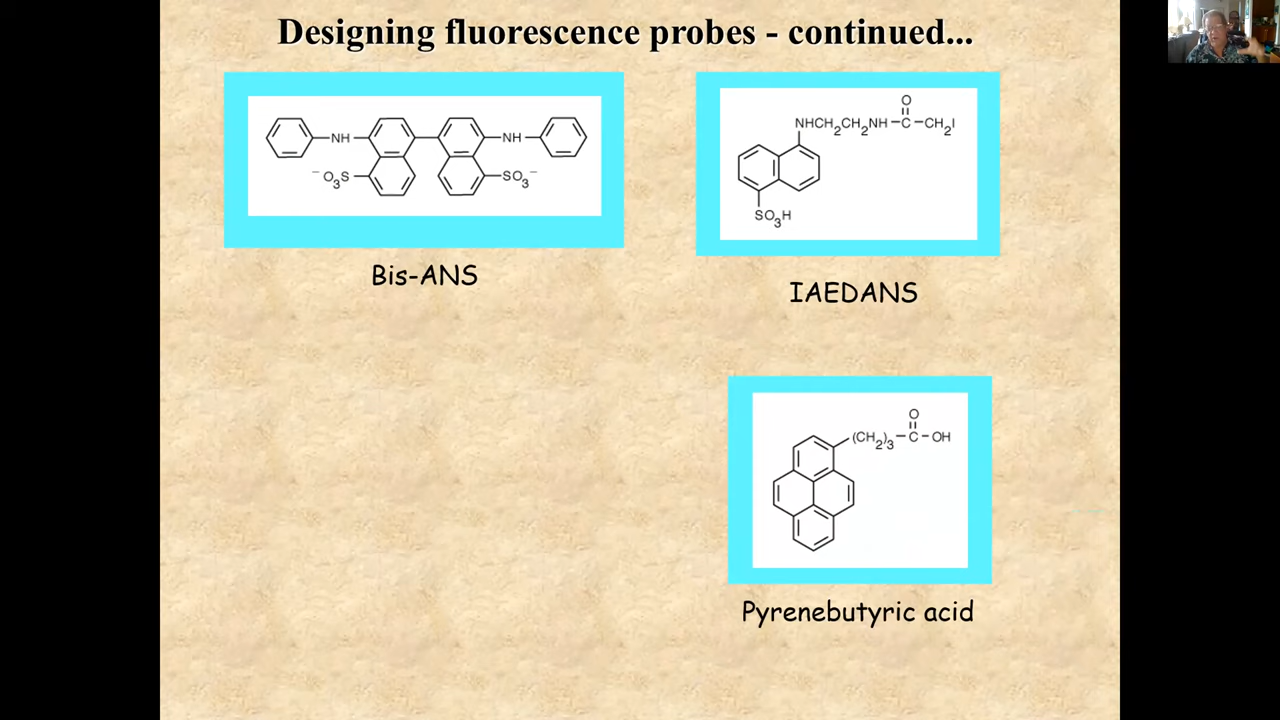 Designing fluorescence probes - continued...
NH
NH
⁻O₃S
SO₃⁻
Bis-ANS
O
NHCH₂CH₂NH－C－CH₂I
SO₃H
IAEDANS
O
(CH₂)₃－C－OH
Pyrenebutyric acid